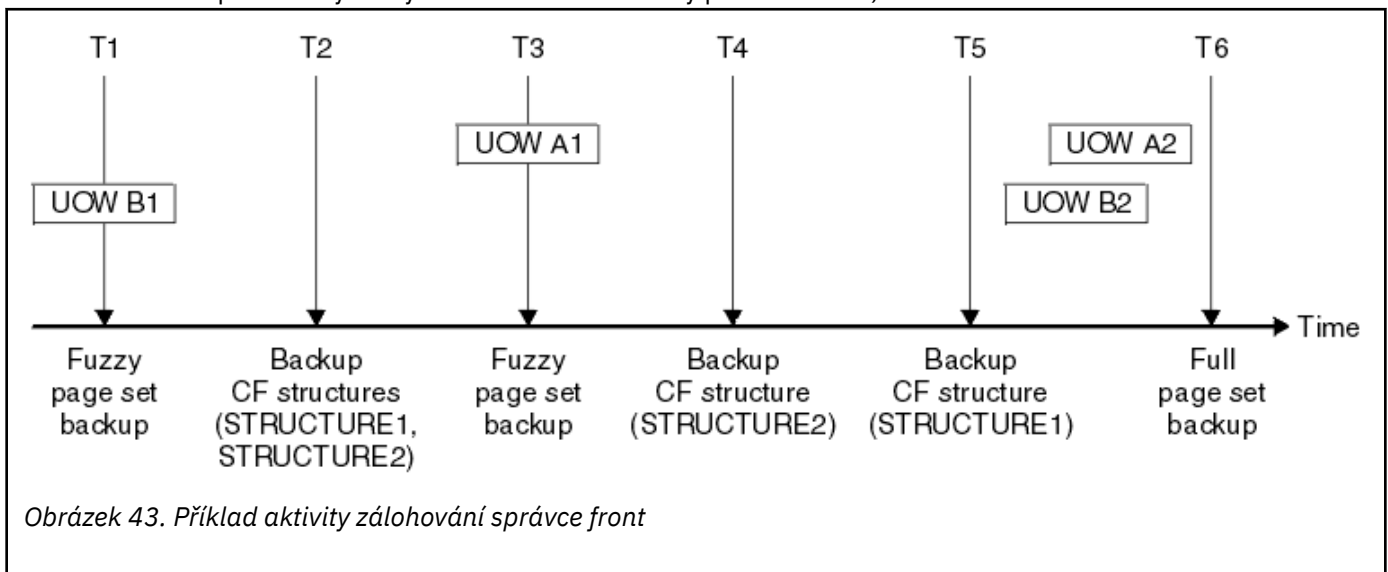 T1 T2 T3 T4 T5 T6
UOW A1 UOW A2
UOW B1 UOW B2
Time
Fuzzy
page set
backup
Backup
CF structures
(STRUCTURE1,
STRUCTURE2)
Fuzzy
page set
backup
Backup
CF structure
(STRUCTURE2)
Backup
CF structure
(STRUCTURE1)
Full
page set
backup
Obrázek 43. Příklad aktivity zálohování správce front